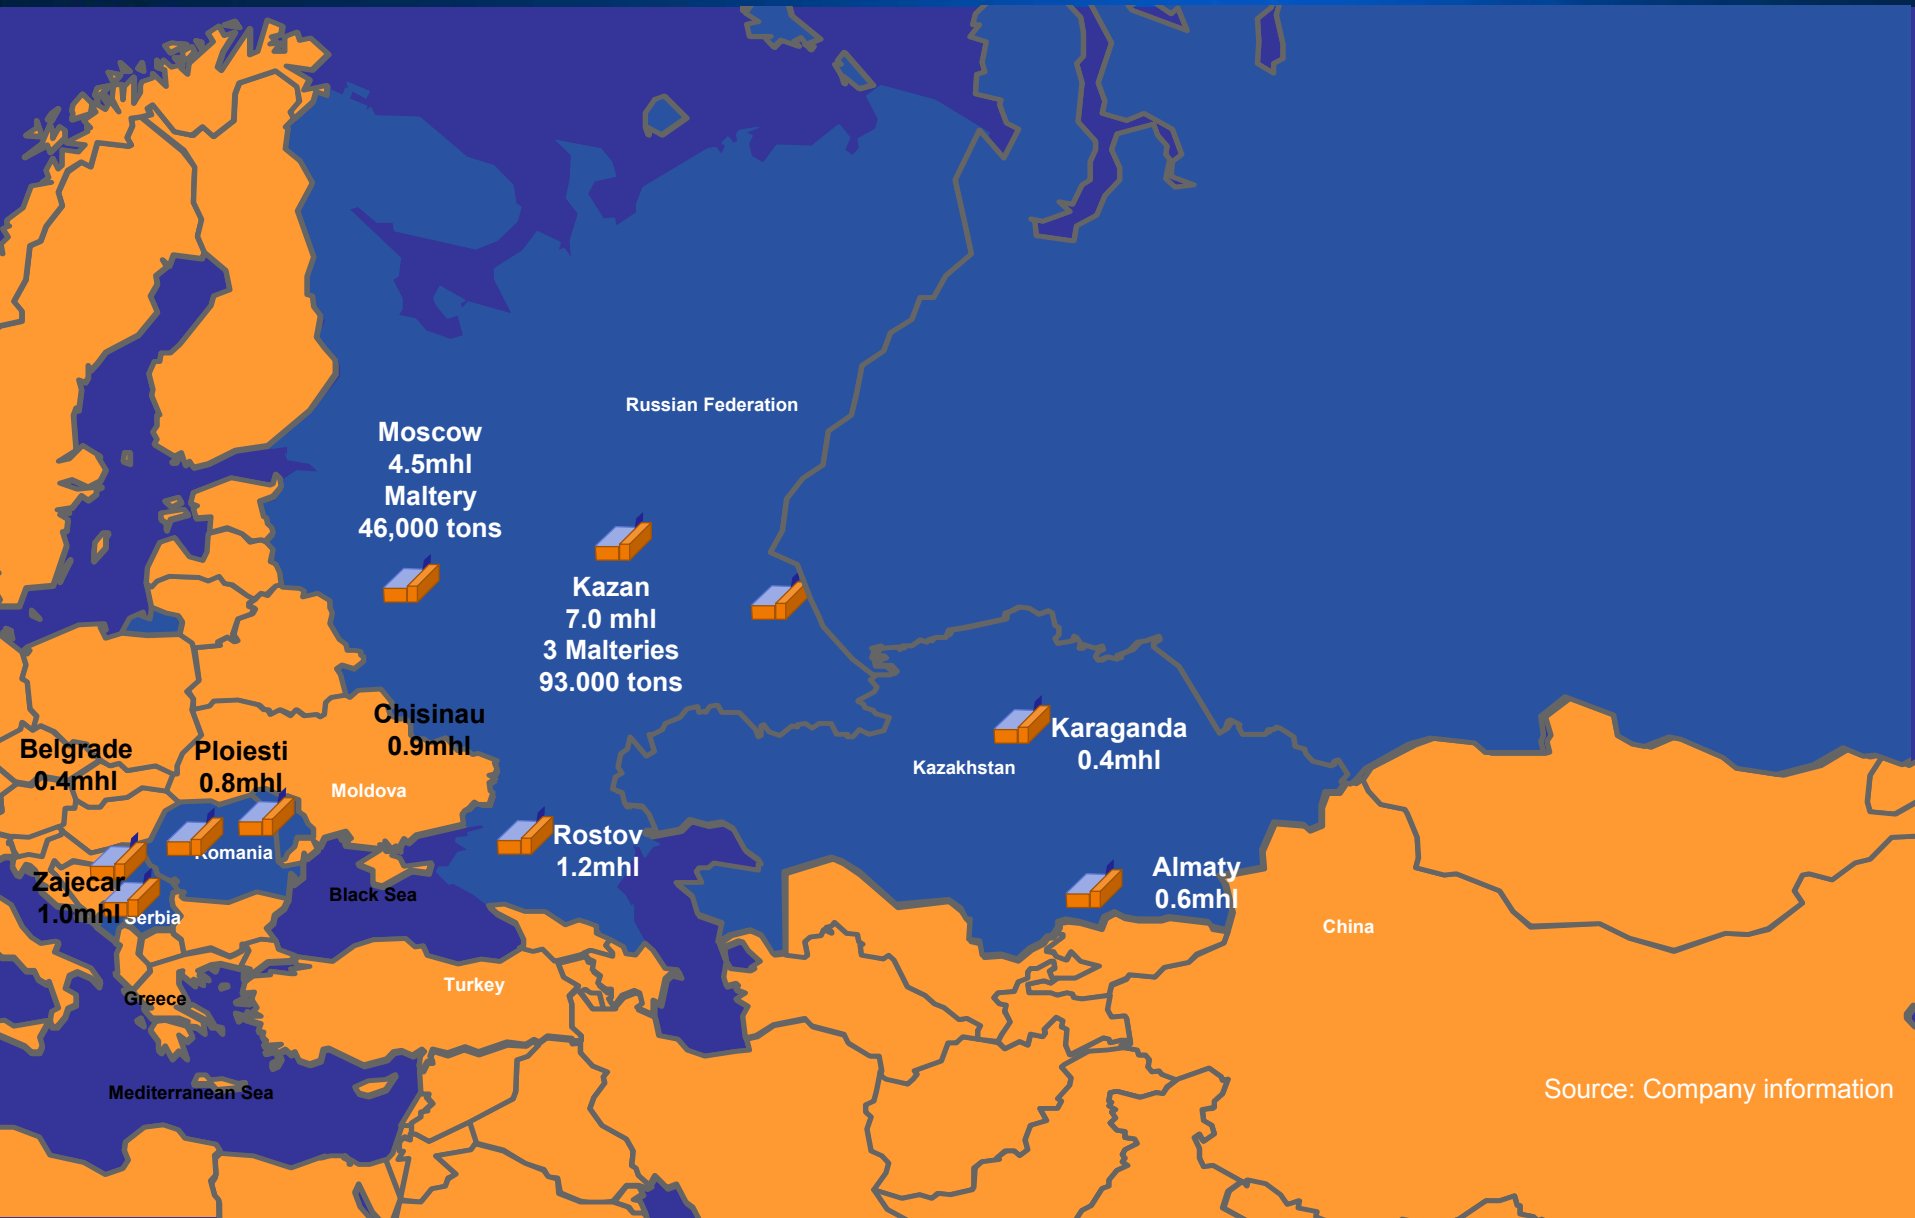 Russian Federation
Moscow
4.5mhl
Maltery
46,000 tons
Kazan
7.0 mhl
3 Malteries
93.000 tons
Chisinau
0.9mhl
Moldova
Belgrade
0.4mhl
Ploiesti
0.8mhl
Romania
Karaganda
0.4mhl
Kazakhstan
Rostov
1.2mhl
Almaty
0.6mhl
Zajecar
1.0mhl
Serbia
Black Sea
China
Turkey
Greece
Mediterranean Sea
Source: Company information